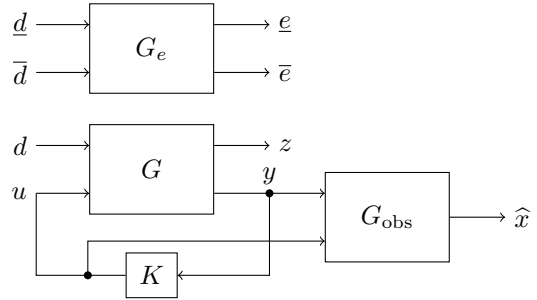 d̲ G_e e̲
d̅ e̅
d G z
u y
G_obs x̂
K